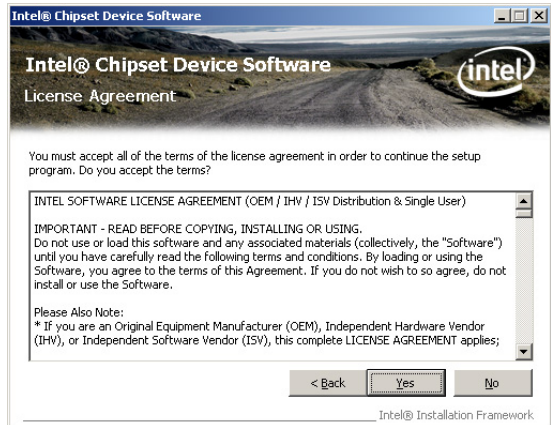 Intel® Chipset Device Software
Intel® Chipset Device Software
intel
License Agreement
You must accept all of the terms of the license agreement in order to continue the setup
program. Do you accept the terms?
INTEL SOFTWARE LICENSE AGREEMENT (OEM / IHV / ISV Distribution & Single User)
IMPORTANT - READ BEFORE COPYING, INSTALLING OR USING.
Do not use or load this software and any associated materials (collectively, the "Software")
until you have carefully read the following terms and conditions. By loading or using the
Software, you agree to the terms of this Agreement. If you do not wish to so agree, do not
install or use the Software.
Please Also Note:
* If you are an Original Equipment Manufacturer (OEM), Independent Hardware Vendor
(IHV), or Independent Software Vendor (ISV), this complete LICENSE AGREEMENT applies;
< Back Yes No
Intel® Installation Framework